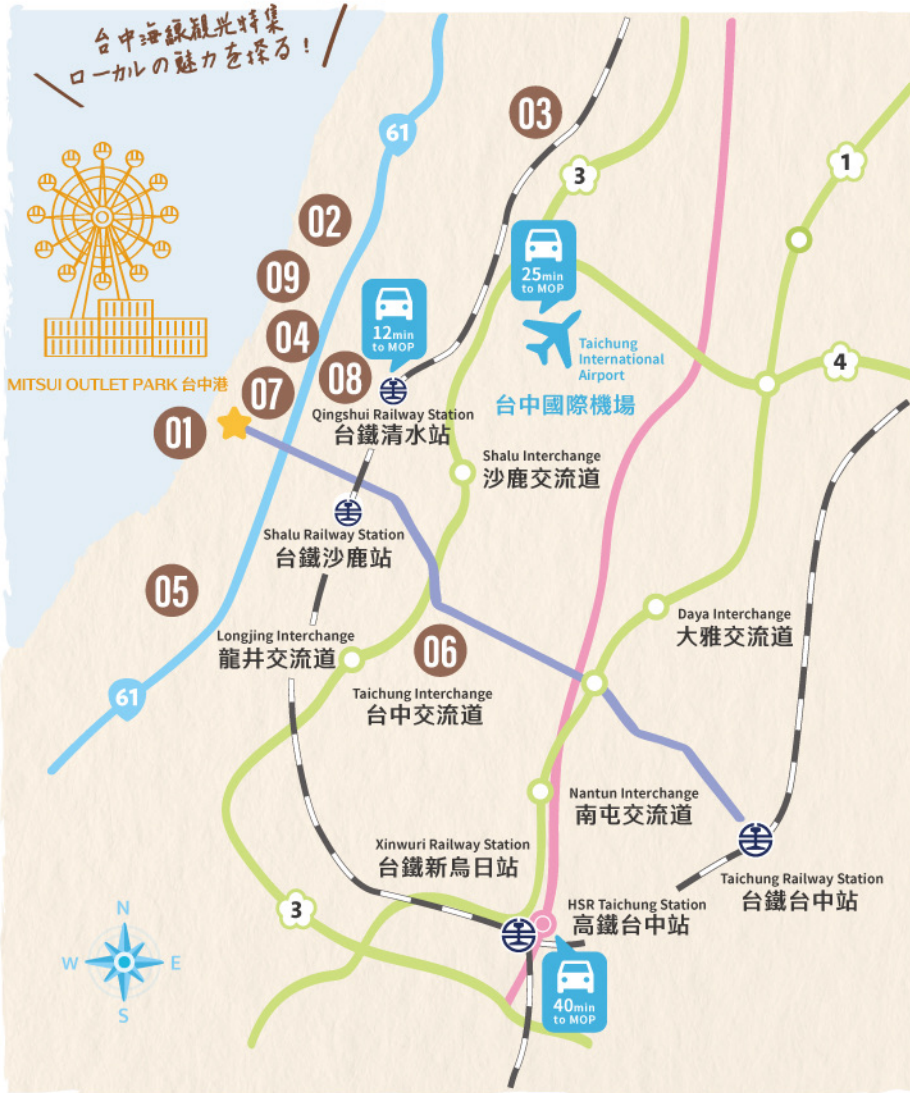 台中海線観光特集
ローカルの魅力を探る！
61
03
3
1
02
25min
to MOP
09
12min
to MOP
04
Taichung
International
Airport
台中國際機場
4
MITSUI OUTLET PARK 台中港
07
08
01
Qingshui Railway Station
台鐵清水站
Shalu Interchange
沙鹿交流道
Shalu Railway Station
台鐵沙鹿站
05
Longjing Interchange
龍井交流道
06
Daya Interchange
大雅交流道
Taichung Interchange
台中交流道
61
Nantun Interchange
南屯交流道
Xinwuri Railway Station
台鐵新烏日站
Taichung Railway Station
台鐵台中站
3
HSR Taichung Station
高鐵台中站
N
W
E
S
40min
to MOP